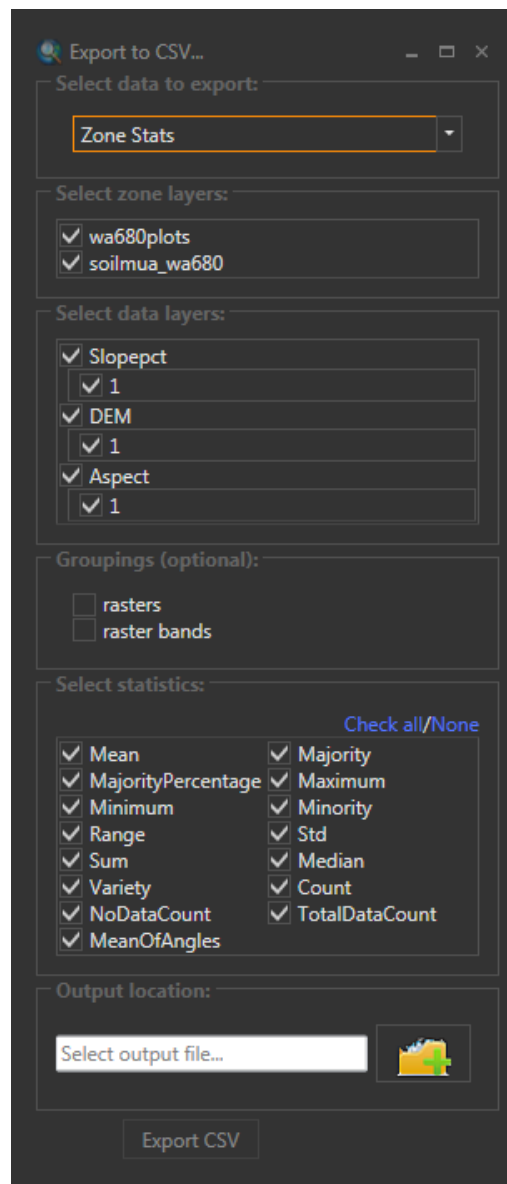 Export to CSV...
Select data to export:
Zone Stats
Select zone layers:
wa680plots
soilmua_wa680
Select data layers:
Slopepct
1
DEM
1
Aspect
1
Groupings (optional):
rasters
raster bands
Select statistics:
Check all/None
Mean Majority
MajorityPercentage Maximum
Minimum Minority
Range Std
Sum Median
Variety Count
NoDataCount TotalDataCount
MeanOfAngles
Output location:
Select output file...
Export CSV